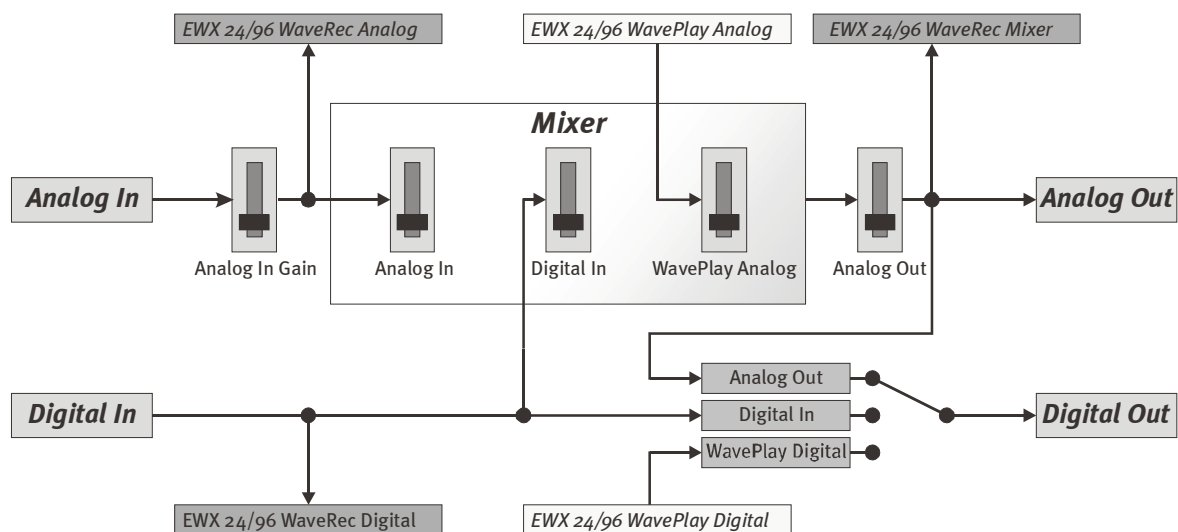 EWX 24/96 WaveRec Analog
EWX 24/96 WavePlay Analog
EWX 24/96 WaveRec Mixer
Mixer
Analog In
Analog Out
Analog In Gain
Analog In
Digital In
WavePlay Analog
Analog Out
Analog Out
Digital In
Digital In
Digital Out
WavePlay Digital
EWX 24/96 WaveRec Digital
EWX 24/96 WavePlay Digital